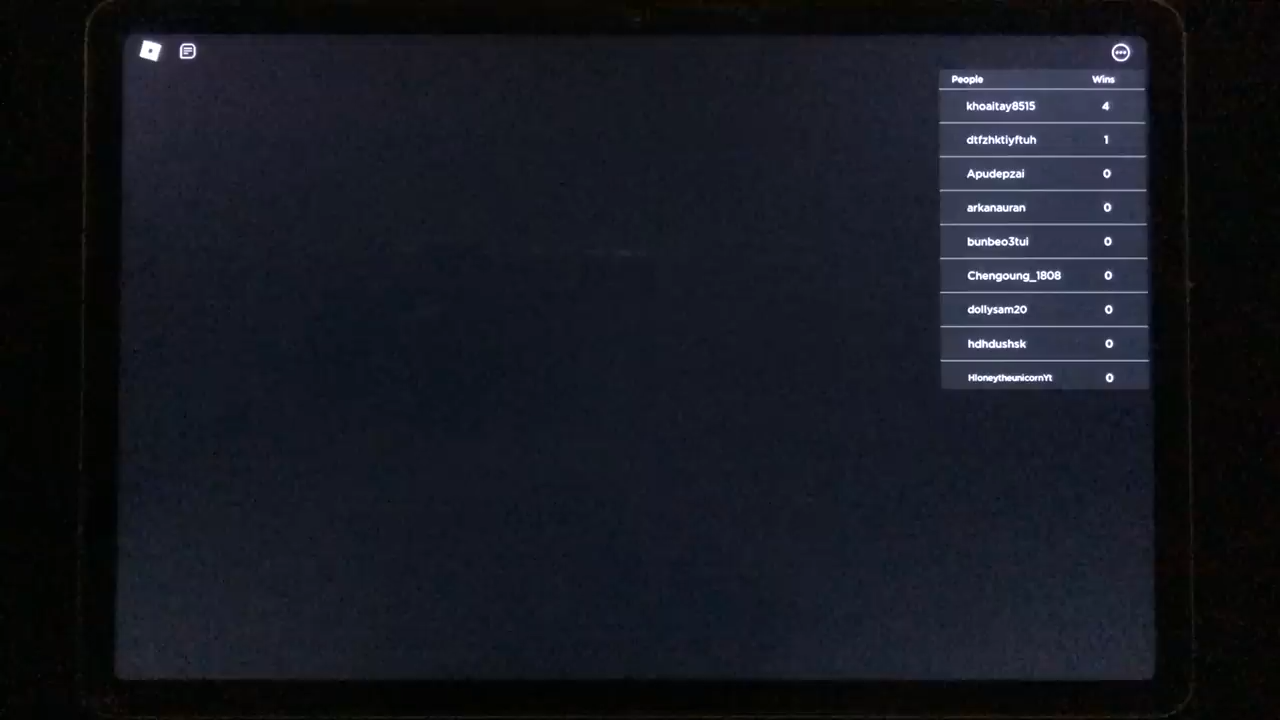 People Wins
khoaitay8515 4
dtfzhktiyftuh 1
Apudepzai 0
arkanauran 0
bunbeo3tui 0
Chengoung_1808 0
dollysam20 0
hdhdushsk 0
HloneytheunicornYt 0